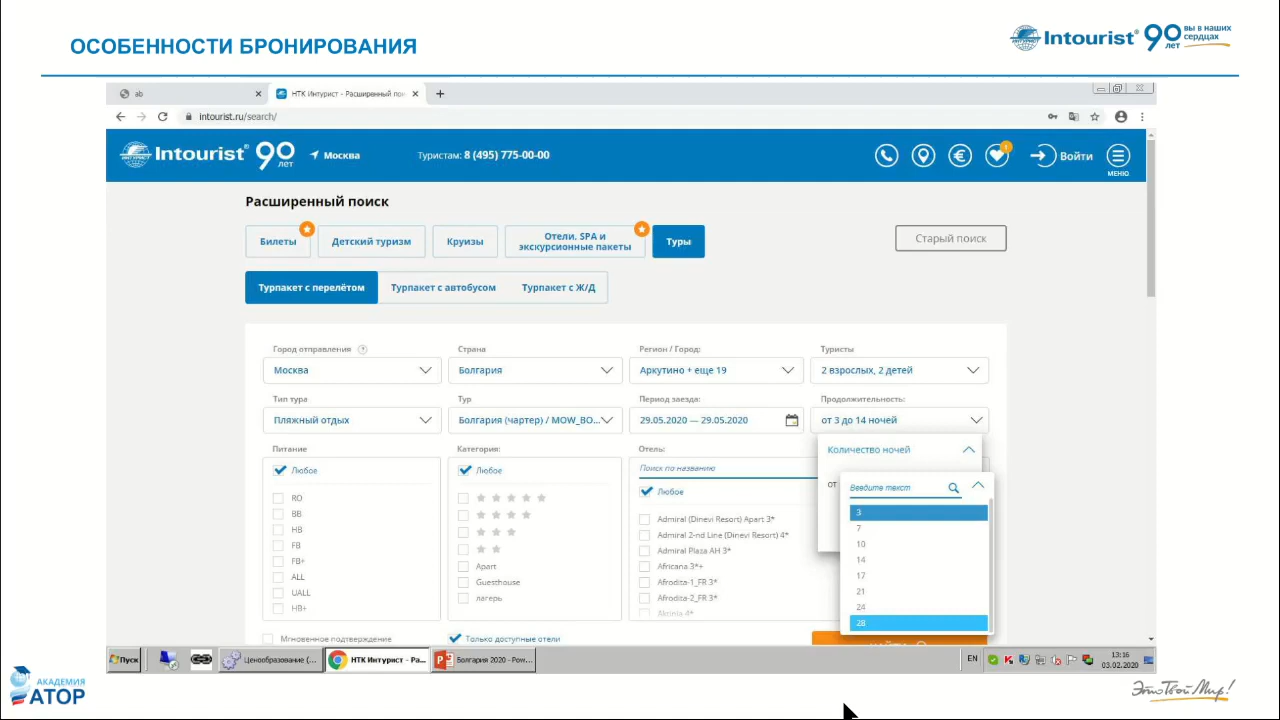 ОСОБЕННОСТИ БРОНИРОВАНИЯ
Intourist 90 лет
вы в наших
сердцах
ab
НТК Интурист - Расширенный пои
intourist.ru/search/
Intourist 90 лет
Москва
Туристам: 8 (495) 775-00-00
1
Войти
МЕНЮ
Расширенный поиск
Билеты
Детский туризм
Круизы
Отели, SPA и
экскурсионные пакеты
Туры
Старый поиск
Турпакет с перелётом
Турпакет с автобусом
Турпакет с Ж/Д
Город отправления ?
Страна
Регион / Город:
Туристы
Москва
Болгария
Аркутино + еще 19
2 взрослых, 2 детей
Тип тура
Тур
Период заезда:
Продолжительность:
Пляжный отдых
Болгария (чартер) / MOW_BO...
29.05.2020 — 29.05.2020
от 3 до 14 ночей
Питание
Категория:
Отель:
Количество ночей
Любое
Любое
Поиск по названию
Любое
от
Введите текст
RO
BB
HB
FB
FB+
ALL
UALL
HB+
Apart
Guesthouse
лагерь
Admiral (Dinevi Resort) Apart 3*
Admiral 2-nd Line (Dinevi Resort) 4*
Admiral Plaza AH 3*
Africana 3*+
Afrodita-1_FR 3*
Afrodita-2_FR 3*
Akonia 4*
3
7
10
14
17
21
24
28
Мгновенное подтверждение
Только доступные отели
НАЙТИ
Пуск
Ценообразование (...
НТК Интурист - Ра...
Болгария 2020 - Pow...
EN
13:16
03.02.2020
АКАДЕМИЯ
АТОР
ЭтоТвойМир!